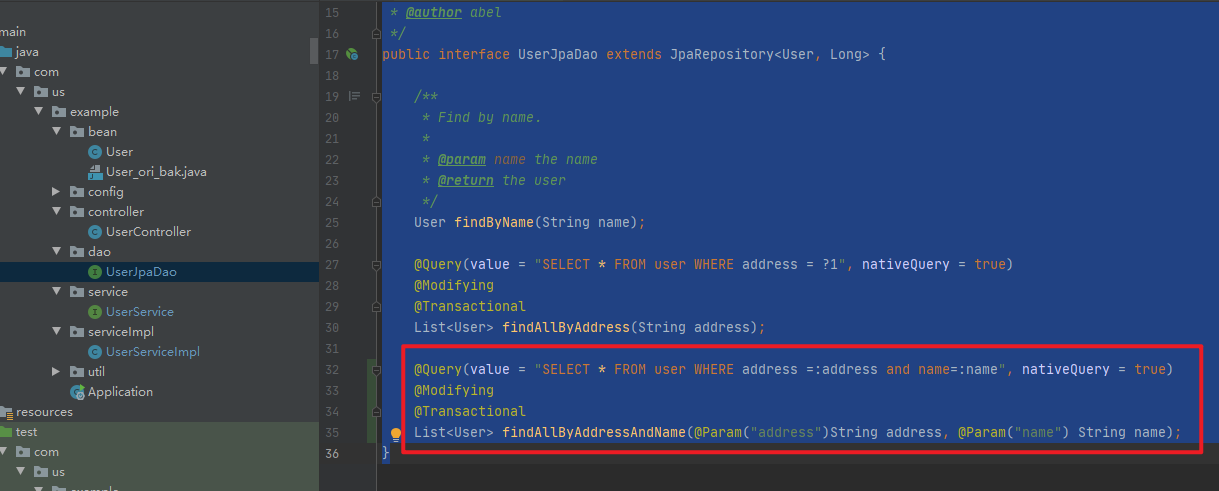 main
java
com
us
example
bean
User
User_ori_bak.java
config
controller
UserController
dao
UserJpaDao
service
UserService
serviceImpl
UserServiceImpl
util
Application
resources
test
com
us
example
15 * @author abel
16 */
17 public interface UserJpaDao extends JpaRepository<User, Long> {
18
19 /**
20 * Find by name.
21 *
22 * @param name the name
23 * @return the user
24 */
25 User findByName(String name);
26
27 @Query(value = "SELECT * FROM user WHERE address = ?1", nativeQuery = true)
28 @Modifying
29 @Transactional
30 List<User> findAllByAddress(String address);
31
32 @Query(value = "SELECT * FROM user WHERE address =:address and name=:name", nativeQuery = true)
33 @Modifying
34 @Transactional
35 List<User> findAllByAddressAndName(@Param("address")String address, @Param("name") String name);
36 }